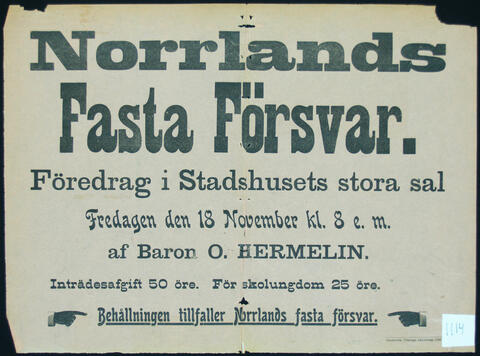 Norrlands
Fasta Försvar.
Föredrag i Stadshusets stora sal
Fredagen den 18 November kl. 8 e. m.
af Baron O. HERMELIN.
Inträdesafgift 50 öre. För skolungdom 25 öre.
Behållningen tillfaller Norrlands fasta försvar.
1114